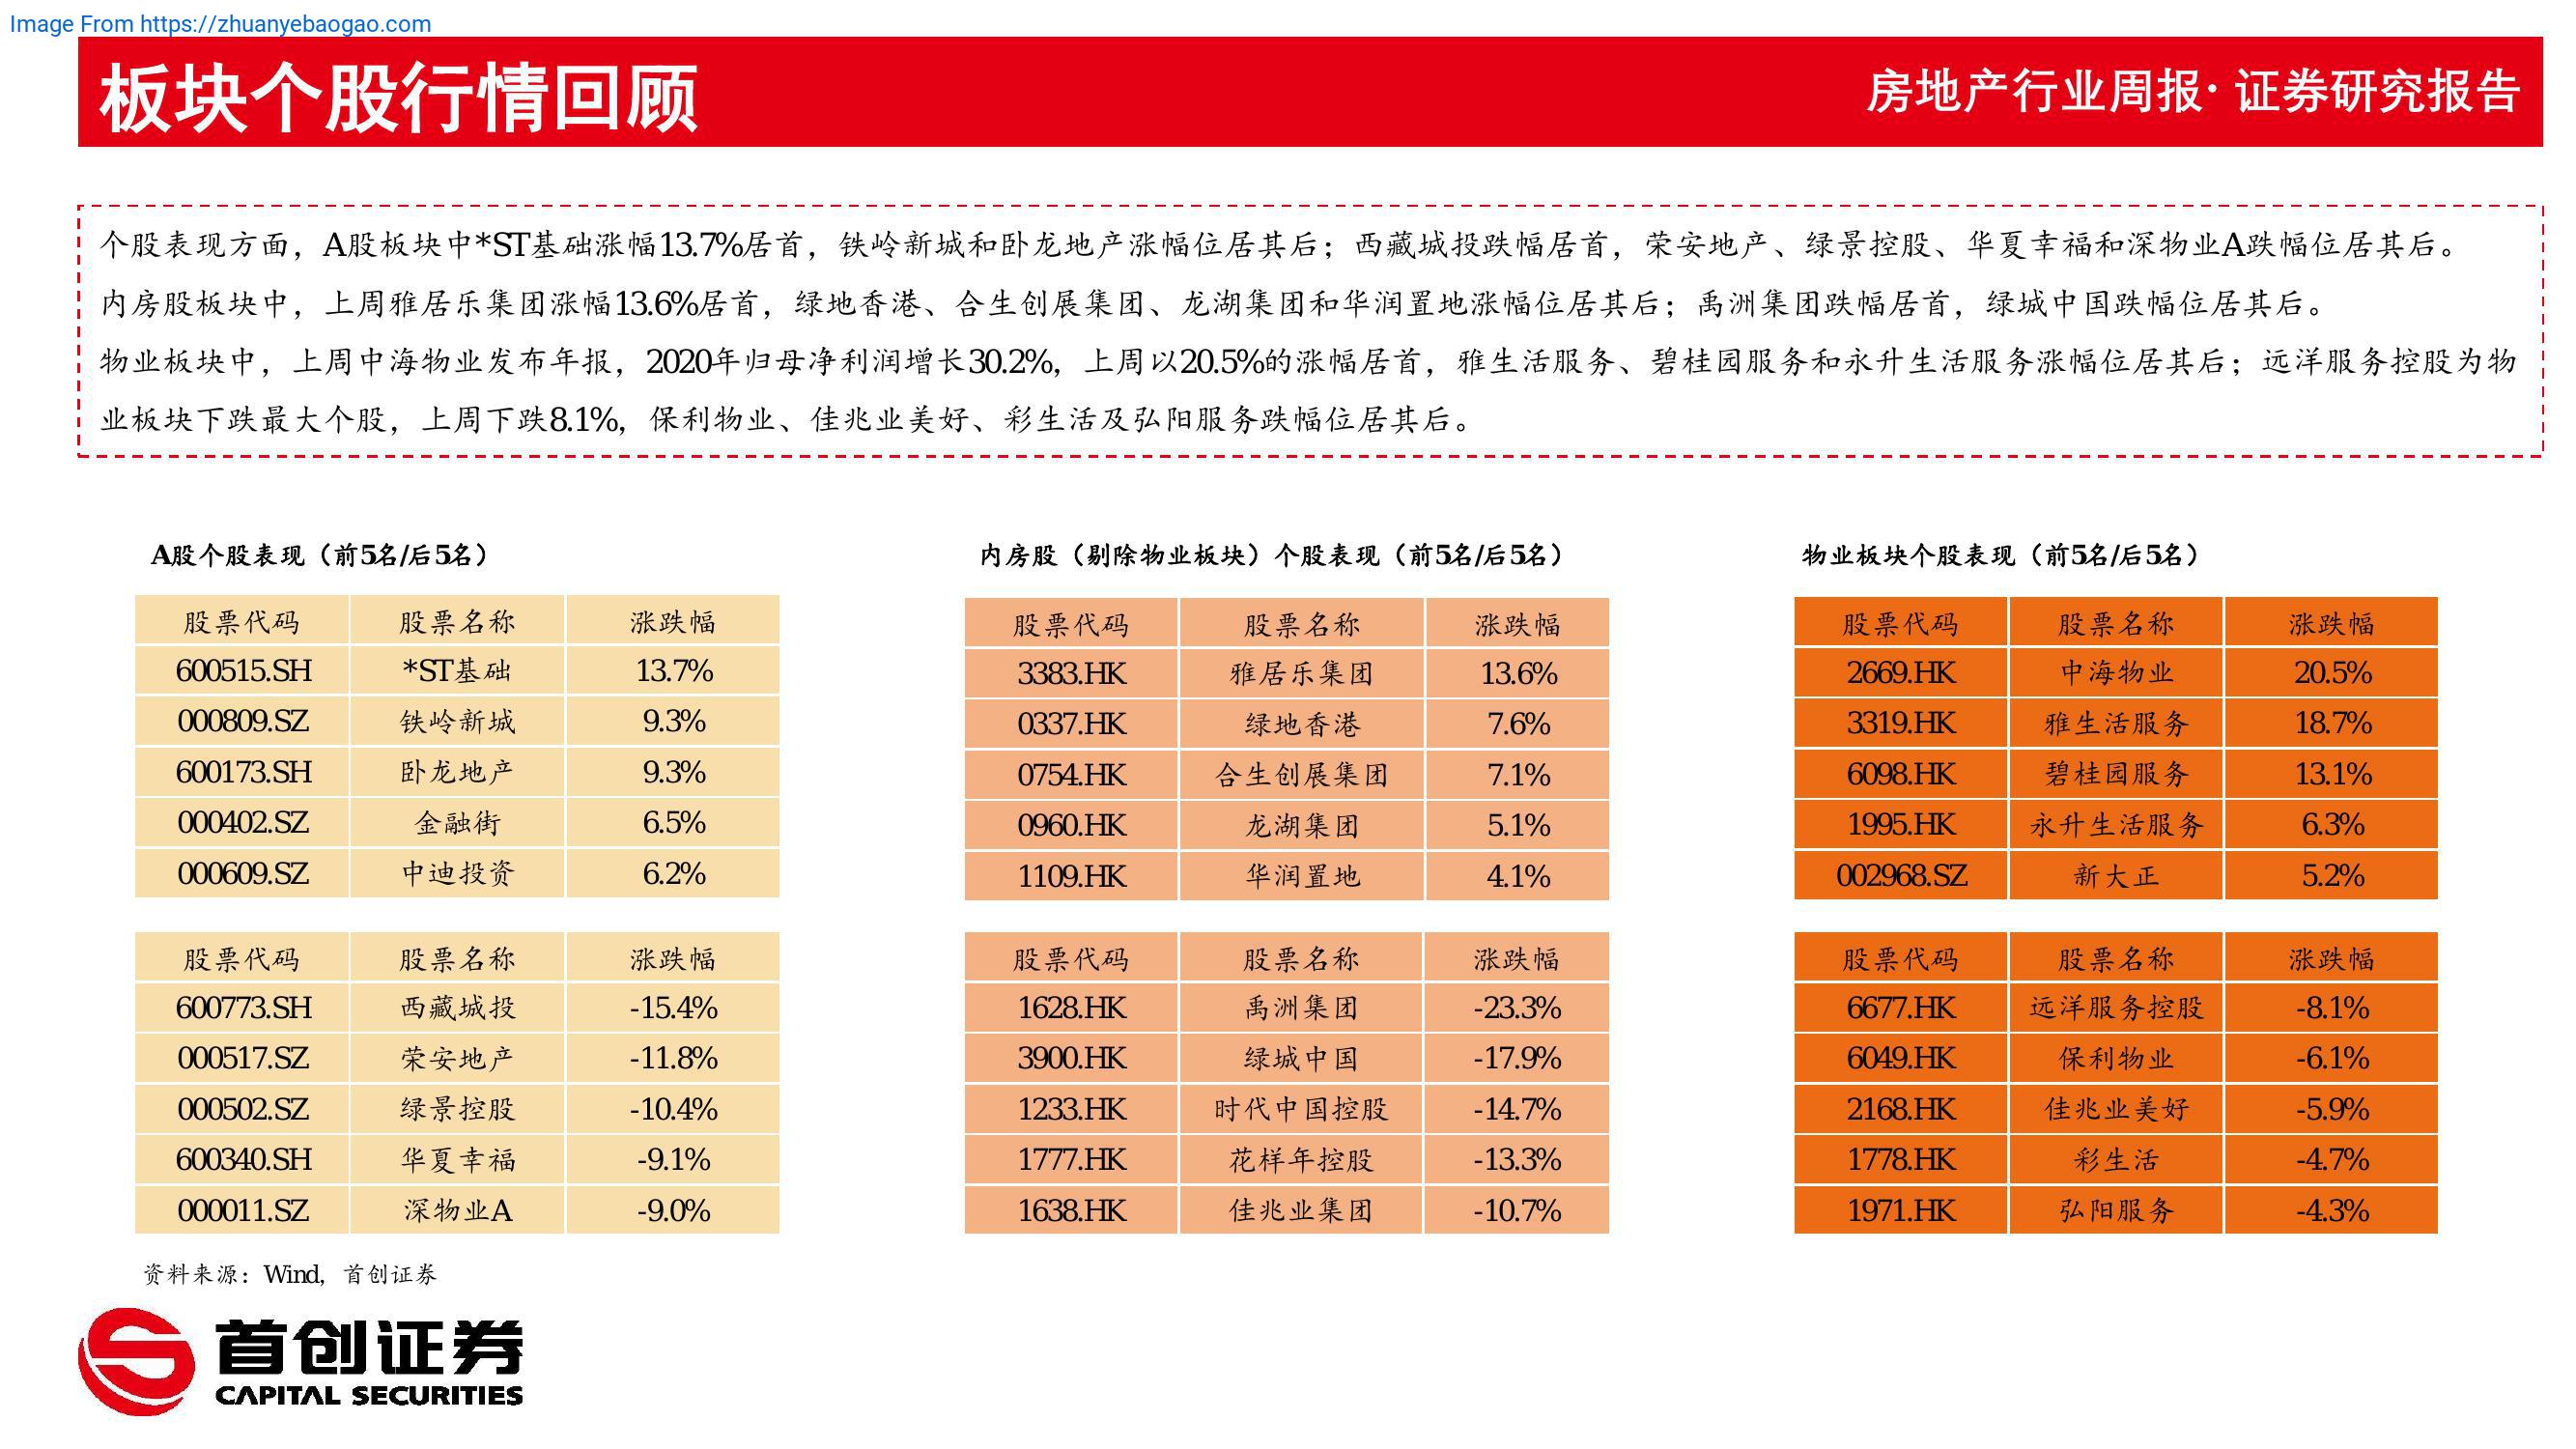 Image From https://zhuanyebaogao.com
板块个股行情回顾
房地产行业周报· 证券研究报告
个股表现方面，A股板块中*ST基础涨幅13.7%居首，铁岭新城和卧龙地产涨幅位居其后；西藏城投跌幅居首，荣安地产、绿景控股、华夏幸福和深物业A跌幅位居其后。
内房股板块中，上周雅居乐集团涨幅13.6%居首，绿地香港、合生创展集团、龙湖集团和华润置地涨幅位居其后；禹洲集团跌幅居首，绿城中国跌幅位居其后。
物业板块中，上周中海物业发布年报，2020年归母净利润增长30.2%，上周以20.5%的涨幅居首，雅生活服务、碧桂园服务和永升生活服务涨幅位居其后；远洋服务控股为物
业板块下跌最大个股，上周下跌8.1%，保利物业、佳兆业美好、彩生活及弘阳服务跌幅位居其后。
A股个股表现（前5名/后5名）
股票代码 股票名称 涨跌幅
600515.SH *ST基础 13.7%
000809.SZ 铁岭新城 9.3%
600173.SH 卧龙地产 9.3%
000402.SZ 金融街 6.5%
000609.SZ 中迪投资 6.2%
股票代码 股票名称 涨跌幅
600773.SH 西藏城投 -15.4%
000517.SZ 荣安地产 -11.8%
000502.SZ 绿景控股 -10.4%
600340.SH 华夏幸福 -9.1%
000011.SZ 深物业A -9.0%
内房股（剔除物业板块）个股表现（前5名/后5名）
股票代码 股票名称 涨跌幅
3383.HK 雅居乐集团 13.6%
0337.HK 绿地香港 7.6%
0754.HK 合生创展集团 7.1%
0960.HK 龙湖集团 5.1%
1109.HK 华润置地 4.1%
股票代码 股票名称 涨跌幅
1628.HK 禹洲集团 -23.3%
3900.HK 绿城中国 -17.9%
1233.HK 时代中国控股 -14.7%
1777.HK 花样年控股 -13.3%
1638.HK 佳兆业集团 -10.7%
物业板块个股表现（前5名/后5名）
股票代码 股票名称 涨跌幅
2669.HK 中海物业 20.5%
3319.HK 雅生活服务 18.7%
6098.HK 碧桂园服务 13.1%
1995.HK 永升生活服务 6.3%
002968.SZ 新大正 5.2%
股票代码 股票名称 涨跌幅
6677.HK 远洋服务控股 -8.1%
6049.HK 保利物业 -6.1%
2168.HK 佳兆业美好 -5.9%
1778.HK 彩生活 -4.7%
1971.HK 弘阳服务 -4.3%
资料来源：Wind，首创证券
首创证券
CAPITAL SECURITIES